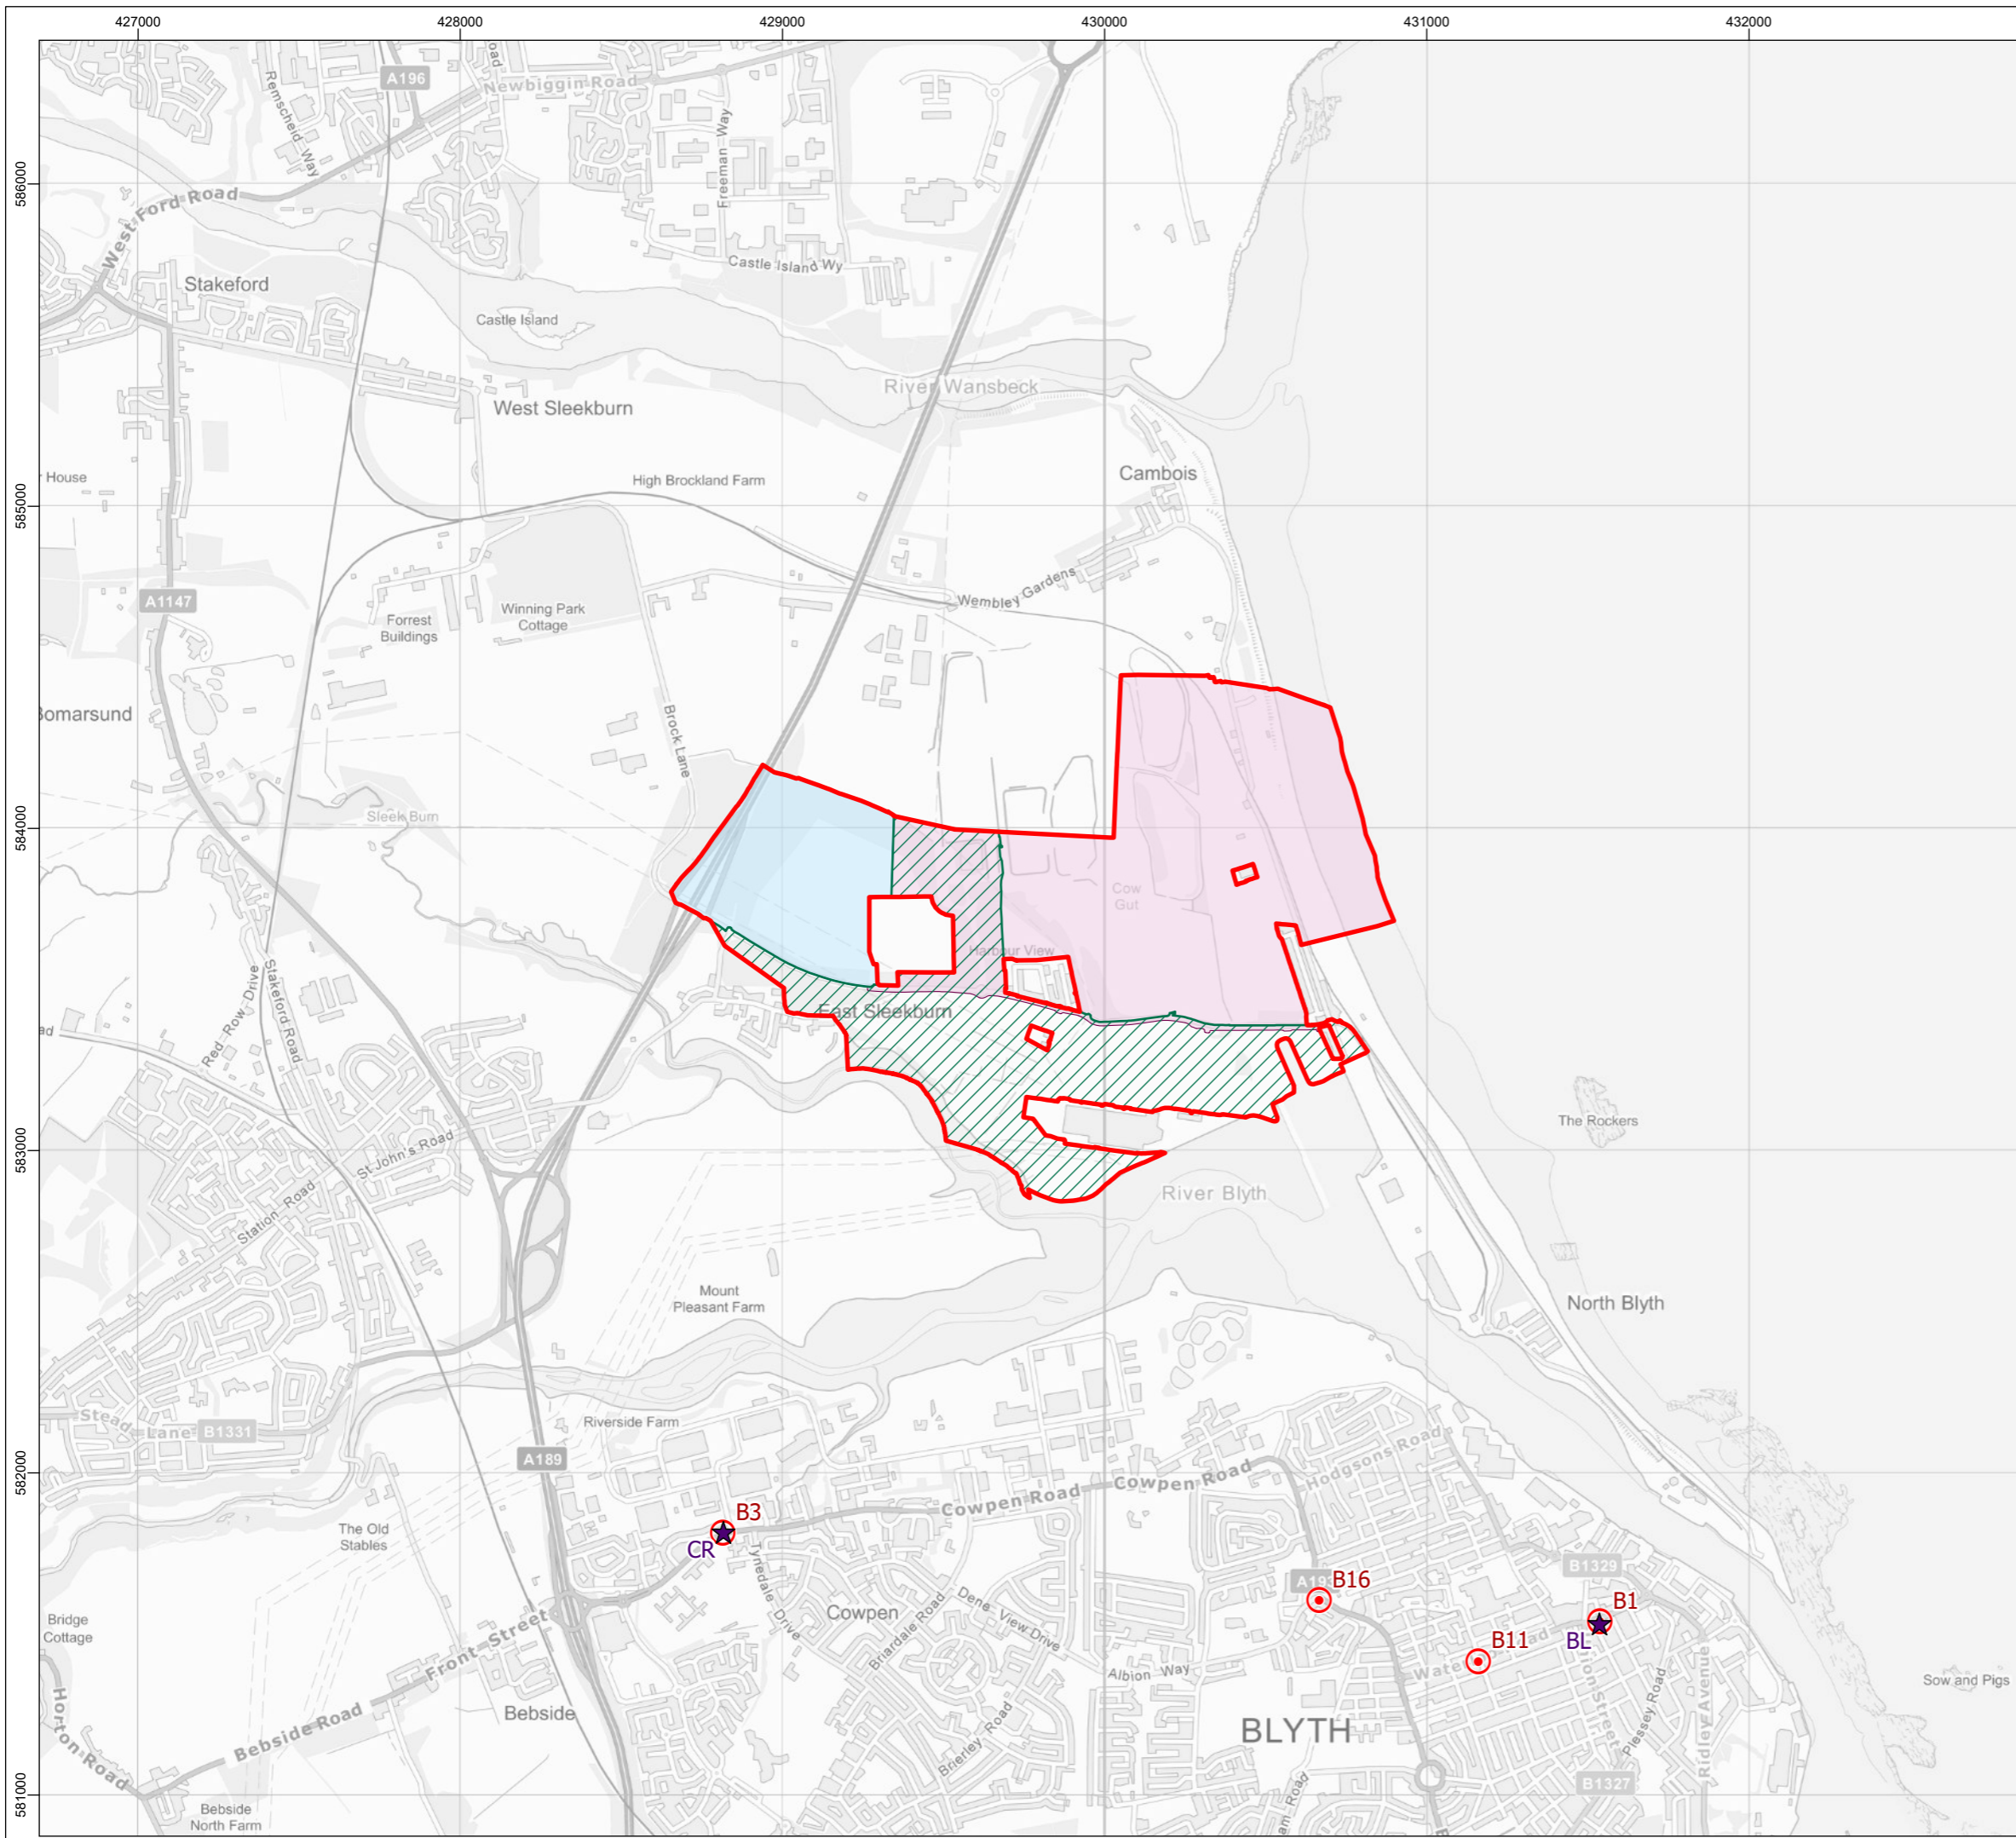 427000
428000
429000
430000
431000
432000
586000
585000
584000
583000
582000
581000
A196
Newbiggin Road
Remscheid Way
Freeman Way
West Ford Road
Castle Island Wy
Stakeford
Castle Island
River Wansbeck
West Sleekburn
High Brockland Farm
Cambois
House
A1147
Winning Park
Cottage
Wembley Gardens
Forrest
Buildings
Bomarsund
Brock Lane
Sleek Burn
Cow
Gut
Harbour View
East Sleekburn
Red Row Drive
Stakeford Road
The Rockers
St John's Road
River Blyth
Station Road
Mount
Pleasant Farm
North Blyth
Riverside Farm
Stead Lane
B1331
A189
Hodgsons Road
Cowpen Road
Cowpen Road
B3
CR
The Old
Stables
Tynedale Drive
B1329
B16
Dene View Drive
Cowpen
B1
Bridge
Cottage
Briardale Road
B11
BL
Front Street
Albion Way
Plessey Road
Ridley Avenue
Sow and Pigs
Horton Road
Bebside Road
Bebside
BLYTH
Brierley Road
B1327
Bebside
North Farm